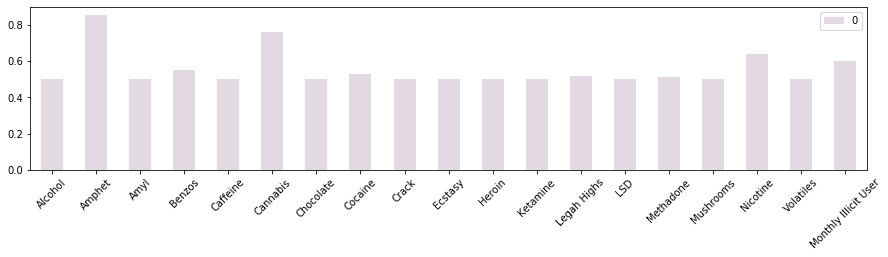 0
0.8
0.6
0.4
0.2
0.0
Alcohol
Amphet
Amyl
Benzos
Caffeine
Cannabis
Chocolate
Cocaine
Crack
Ecstasy
Heroin
Ketamine
Legah Highs
LSD
Methadone
Mushrooms
Nicotine
Volatiles
Monthly Illicit User